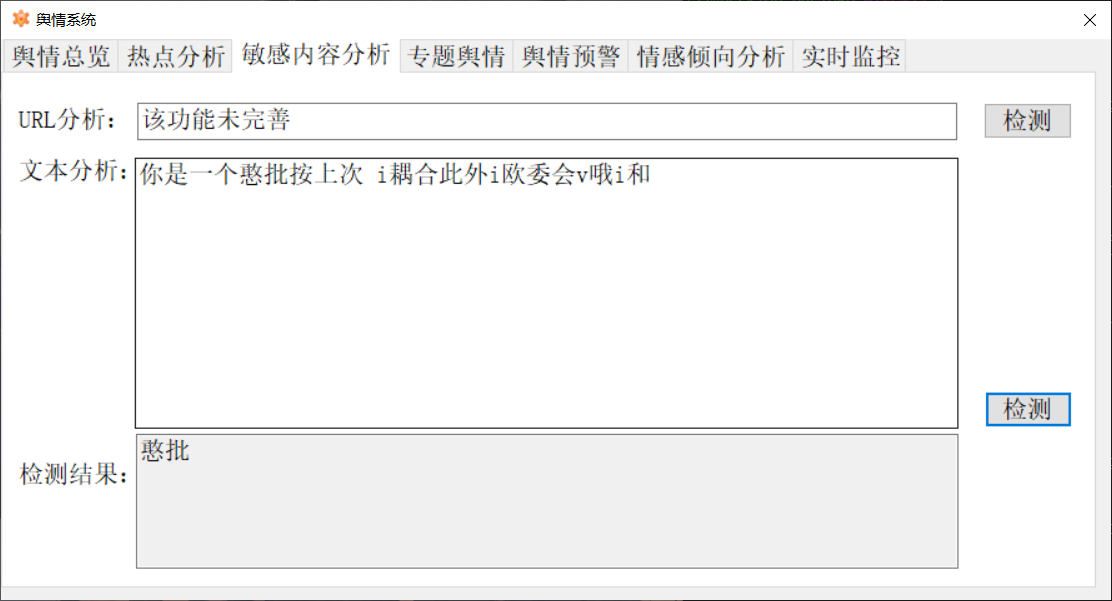 舆情系统
舆情总览 热点分析 敏感内容分析 专题舆情 舆情预警 情感倾向分析 实时监控
URL分析： 该功能未完善 检测
文本分析： 你是一个憨批按上次 i耦合此外i欧委会v哦i和
检测
检测结果： 憨批